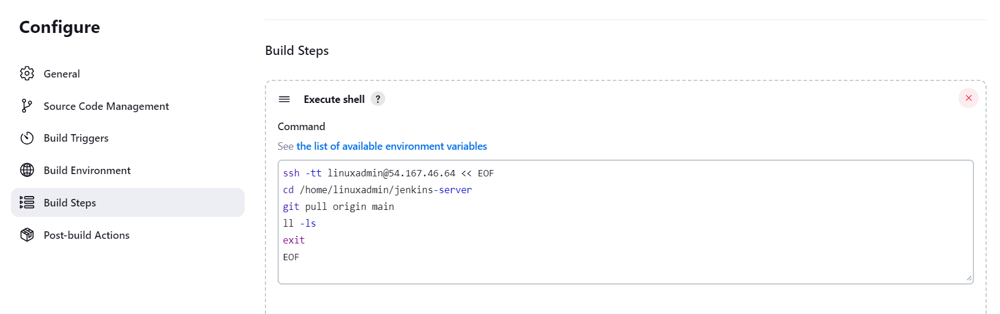 Configure
General
Source Code Management
Build Triggers
Build Environment
Build Steps
Post-build Actions
Build Steps
Execute shell ?
Command
See the list of available environment variables
ssh -tt linuxadmin@54.167.46.64 << EOF
cd /home/linuxadmin/jenkins-server
git pull origin main
ll -ls
exit
EOF